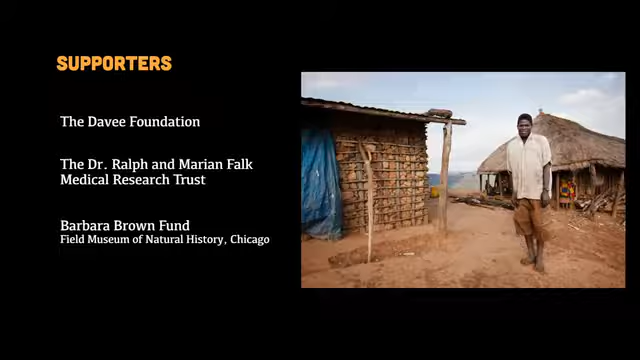 SUPPORTERS
The Davee Foundation
The Dr. Ralph and Marian Falk
Medical Research Trust
Barbara Brown Fund
Field Museum of Natural History, Chicago